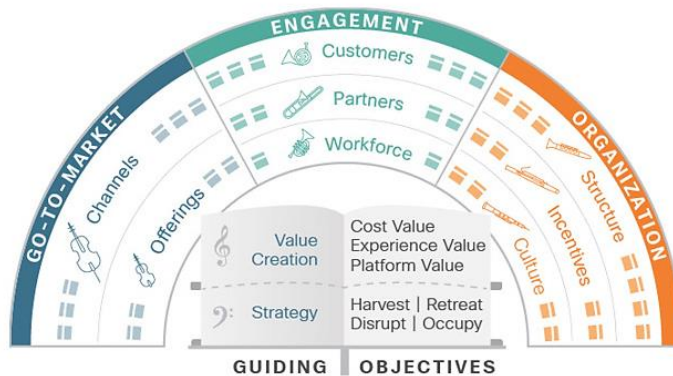 ENGAGEMENT
Customers
Partners
Workforce
GO-TO-MARKET
Channels
Offerings
ORGANIZATION
Structure
Incentives
Culture
Value
Creation
Cost Value
Experience Value
Platform Value
Strategy
Harvest | Retreat
Disrupt | Occupy
GUIDING OBJECTIVES